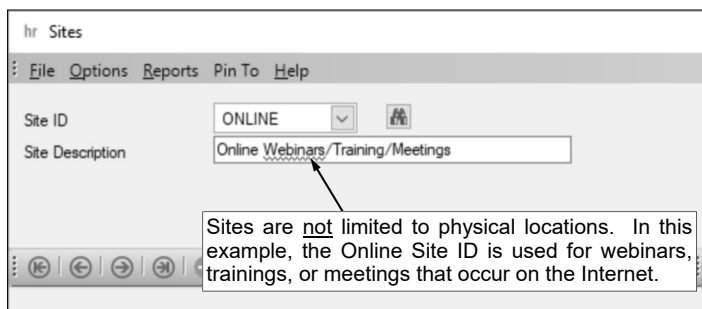 hr Sites
File Options Reports Pin To Help
Site ID ONLINE
Site Description Online Webinars/Training/Meetings
Sites are not limited to physical locations. In this
example, the Online Site ID is used for webinars,
trainings, or meetings that occur on the Internet.